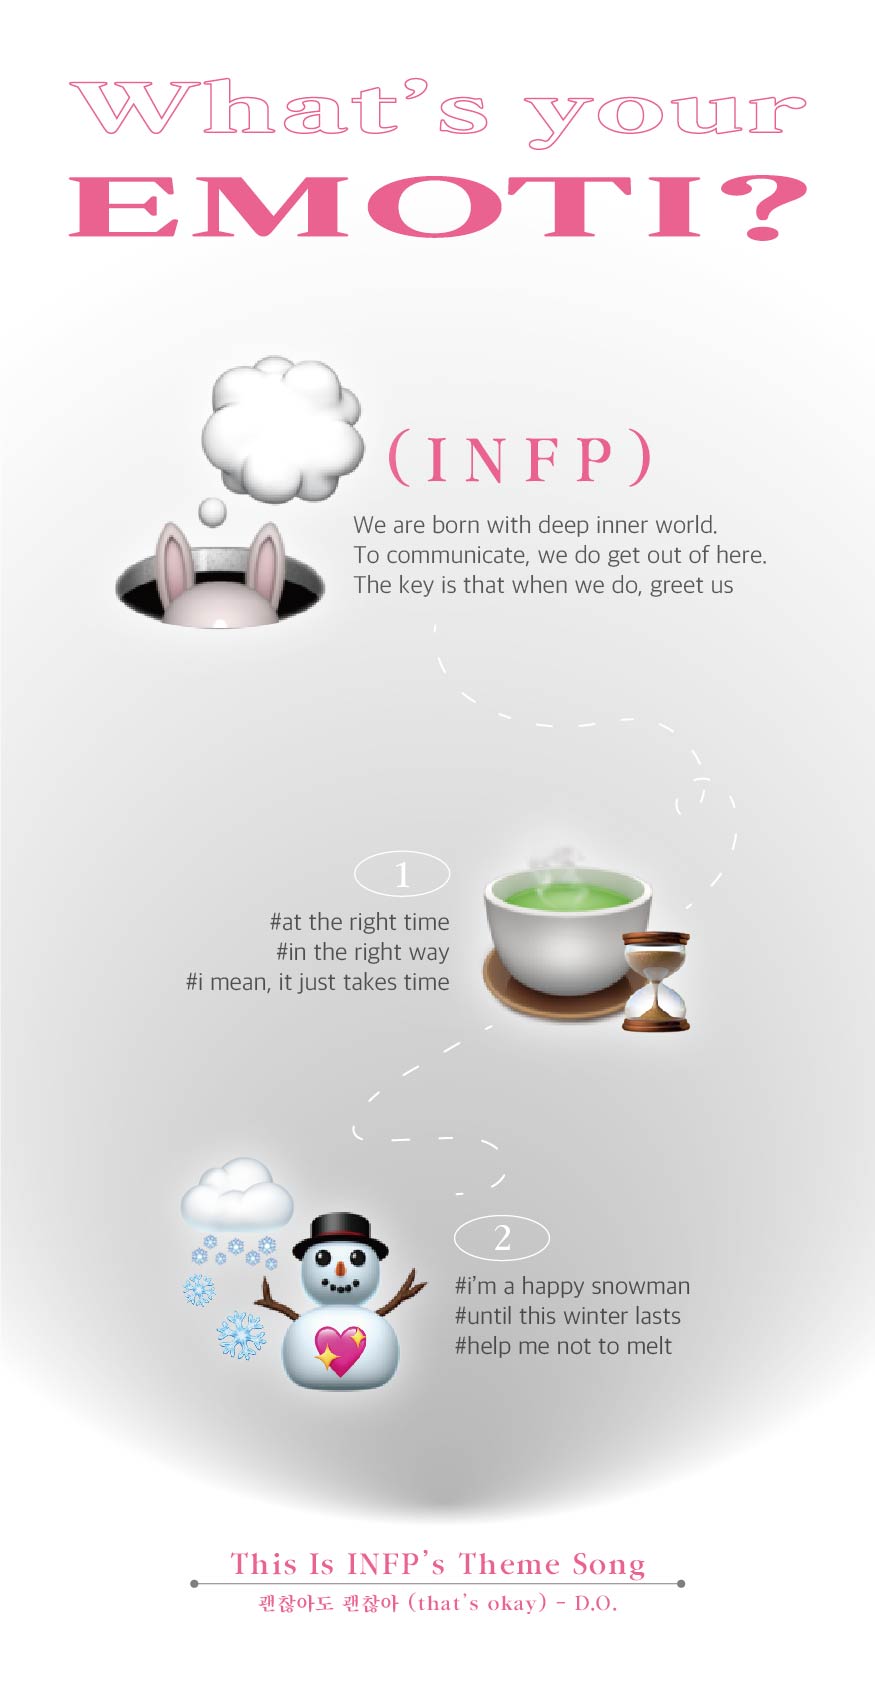 What's your
EMOTI?
(INFP)
We are born with deep inner world.
To communicate, we do get out of here.
The key is that when we do, greet us
1
#at the right time
#in the right way
#i mean, it just takes time
2
#i'm a happy snowman
#until this winter lasts
#help me not to melt
This Is INFP's Theme Song
괜찮아도 괜찮아 (that's okay) - D.O.